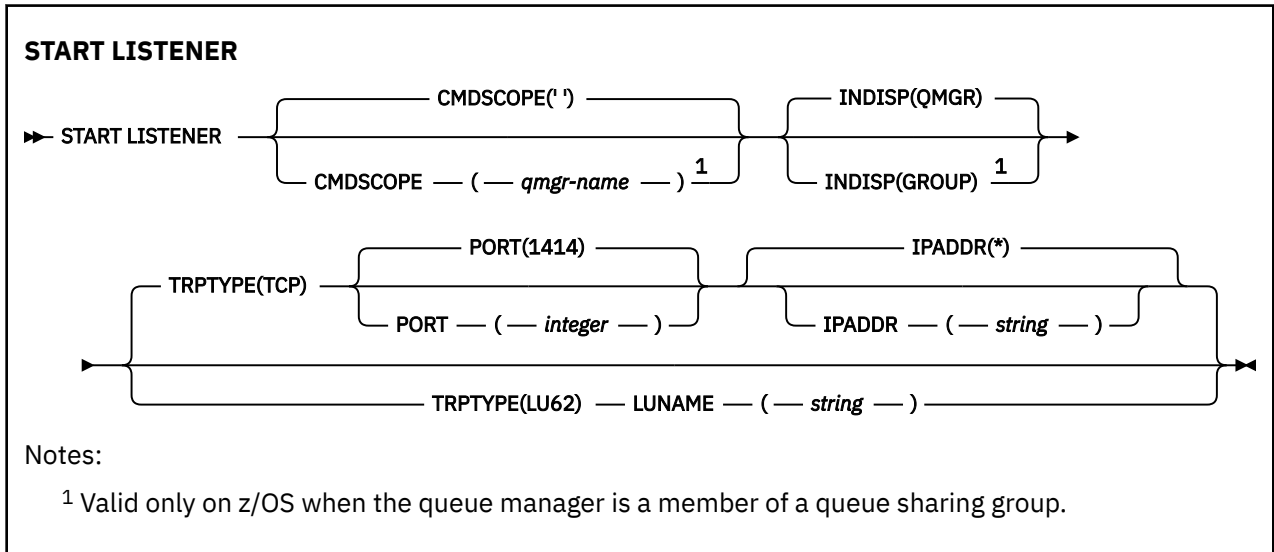 START LISTENER
CMDSCOPE(' ') INDISP(QMGR)
START LISTENER
CMDSCOPE ( qmgr-name ) 1 INDISP(GROUP) 1
PORT(1414) IPADDR(*)
TRPTYPE(TCP)
PORT ( integer ) IPADDR ( string )
TRPTYPE(LU62) LUNAME ( string )
Notes:
1 Valid only on z/OS when the queue manager is a member of a queue sharing group.